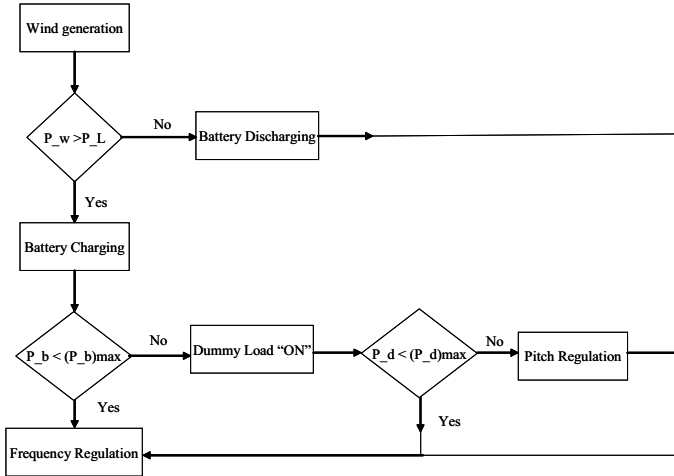 Wind generation
P_w >P_L
No
Battery Discharging
Yes
Battery Charging
P_b < (P_b)max
No
Dummy Load “ON”
P_d < (P_d)max
No
Pitch Regulation
Yes
Yes
Frequency Regulation